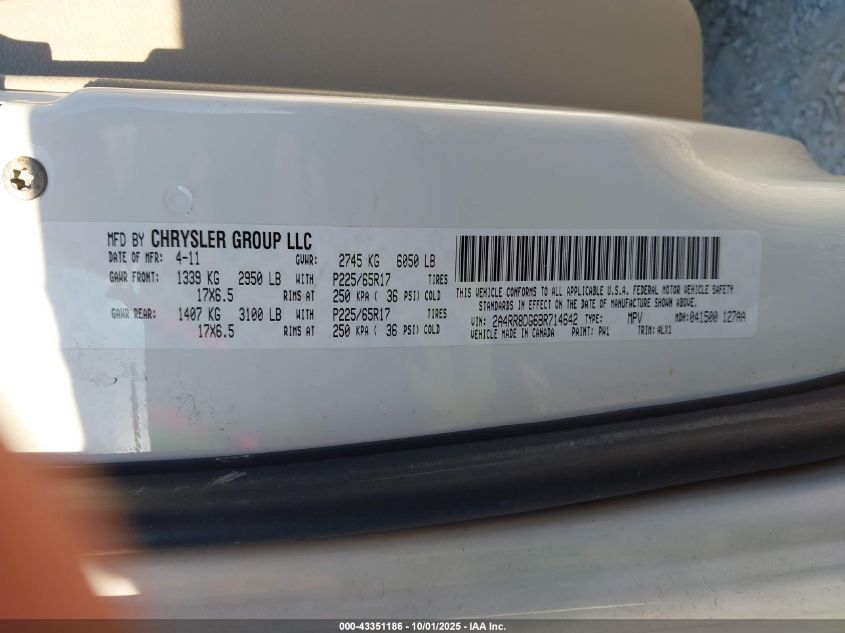 MFD BY CHRYSLER GROUP LLC
DATE OF MFR: 4-11 GVWR: 2745 KG 6050 LB
GAWR FRONT: 1339 KG 2950 LB WITH P225/65R17 TIRES
17X6.5 RIMS AT 250 KPA ( 36 PSI) COLD
GAWR REAR: 1407 KG 3100 LB WITH P225/65R17 TIRES
17X6.5 RIMS AT 250 KPA ( 36 PSI) COLD
THIS VEHICLE CONFORMS TO ALL APPLICABLE U.S.A. FEDERAL MOTOR VEHICLE SAFETY
STANDARDS IN EFFECT ON THE DATE OF MANUFACTURE SHOWN ABOVE.
VIN: 2A4RR8DG6BR714642 TYPE: MPV MDH:041500 127AA
VEHICLE MADE IN CANADA PAINT: PW1 TRIM: ALX1
000-43351186 - 10/01/2025 - IAA Inc.